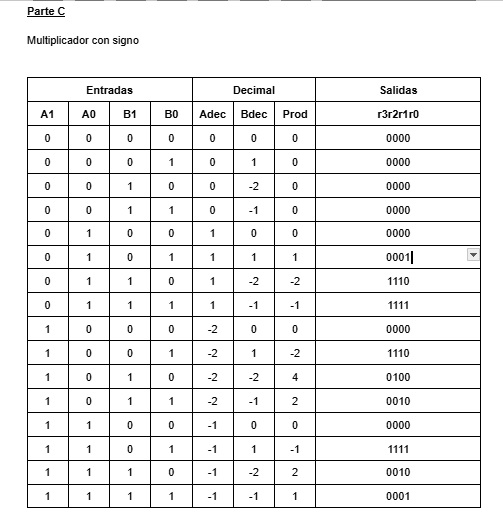 Parte C
Multiplicador con signo
Entradas Decimal Salidas
A1 A0 B1 B0 Adec Bdec Prod r3r2r1r0
0 0 0 0 0 0 0 0000
0 0 0 1 0 1 0 0000
0 0 1 0 0 -2 0 0000
0 0 1 1 0 -1 0 0000
0 1 0 0 1 0 0 0000
0 1 0 1 1 1 1 0001
0 1 1 0 1 -2 -2 1110
0 1 1 1 1 -1 -1 1111
1 0 0 0 -2 0 0 0000
1 0 0 1 -2 1 -2 1110
1 0 1 0 -2 -2 4 0100
1 0 1 1 -2 -1 2 0010
1 1 0 0 -1 0 0 0000
1 1 0 1 -1 1 -1 1111
1 1 1 0 -1 -2 2 0010
1 1 1 1 -1 -1 1 0001